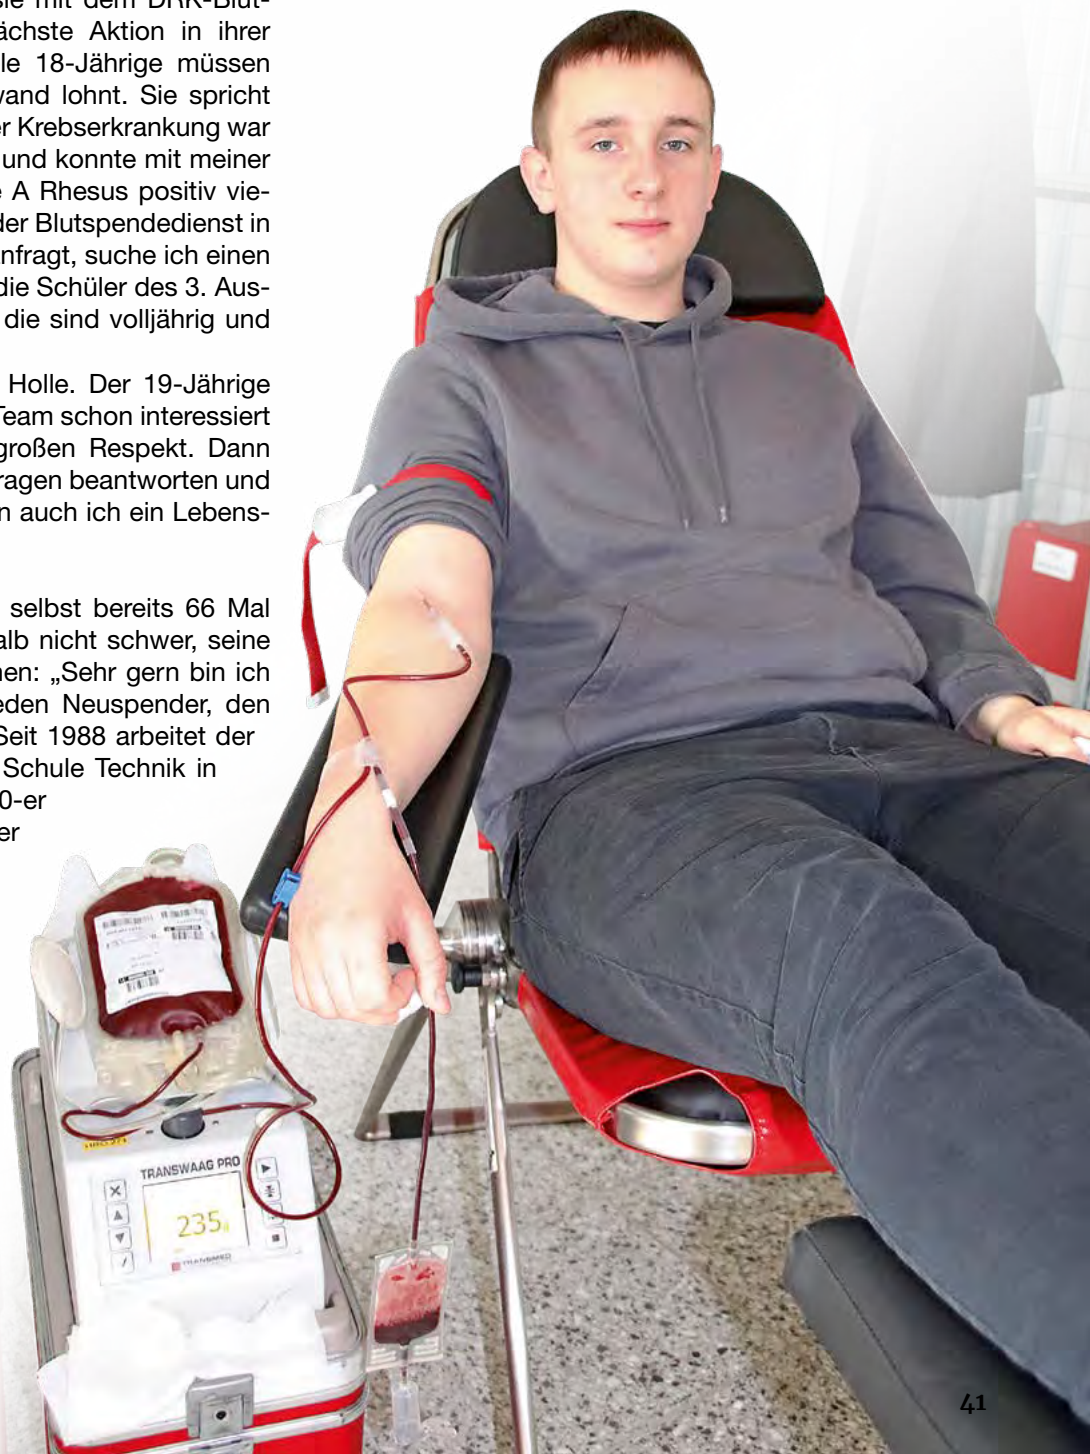 sie mit dem DRK-Blut-
ächste Aktion in ihrer
le 18-Jährige müssen
wand lohnt. Sie spricht
er Krebserkrankung war
und konnte mit meiner
e A Rhesus positiv vie-
der Blutspendedienst in
anfragt, suche ich einen
die Schüler des 3. Aus-
die sind volljährig und
Holle. Der 19-Jährige
Team schon interessiert
großen Respekt. Dann
ragen beantworten und
n auch ich ein Lebens-
selbst bereits 66 Mal
alb nicht schwer, seine
nen: „Sehr gern bin ich
eden Neuspender, den
Seit 1988 arbeitet der
Schule Technik in
0-er
er
TRANSWAAG PRO
235
TRANSMED
41